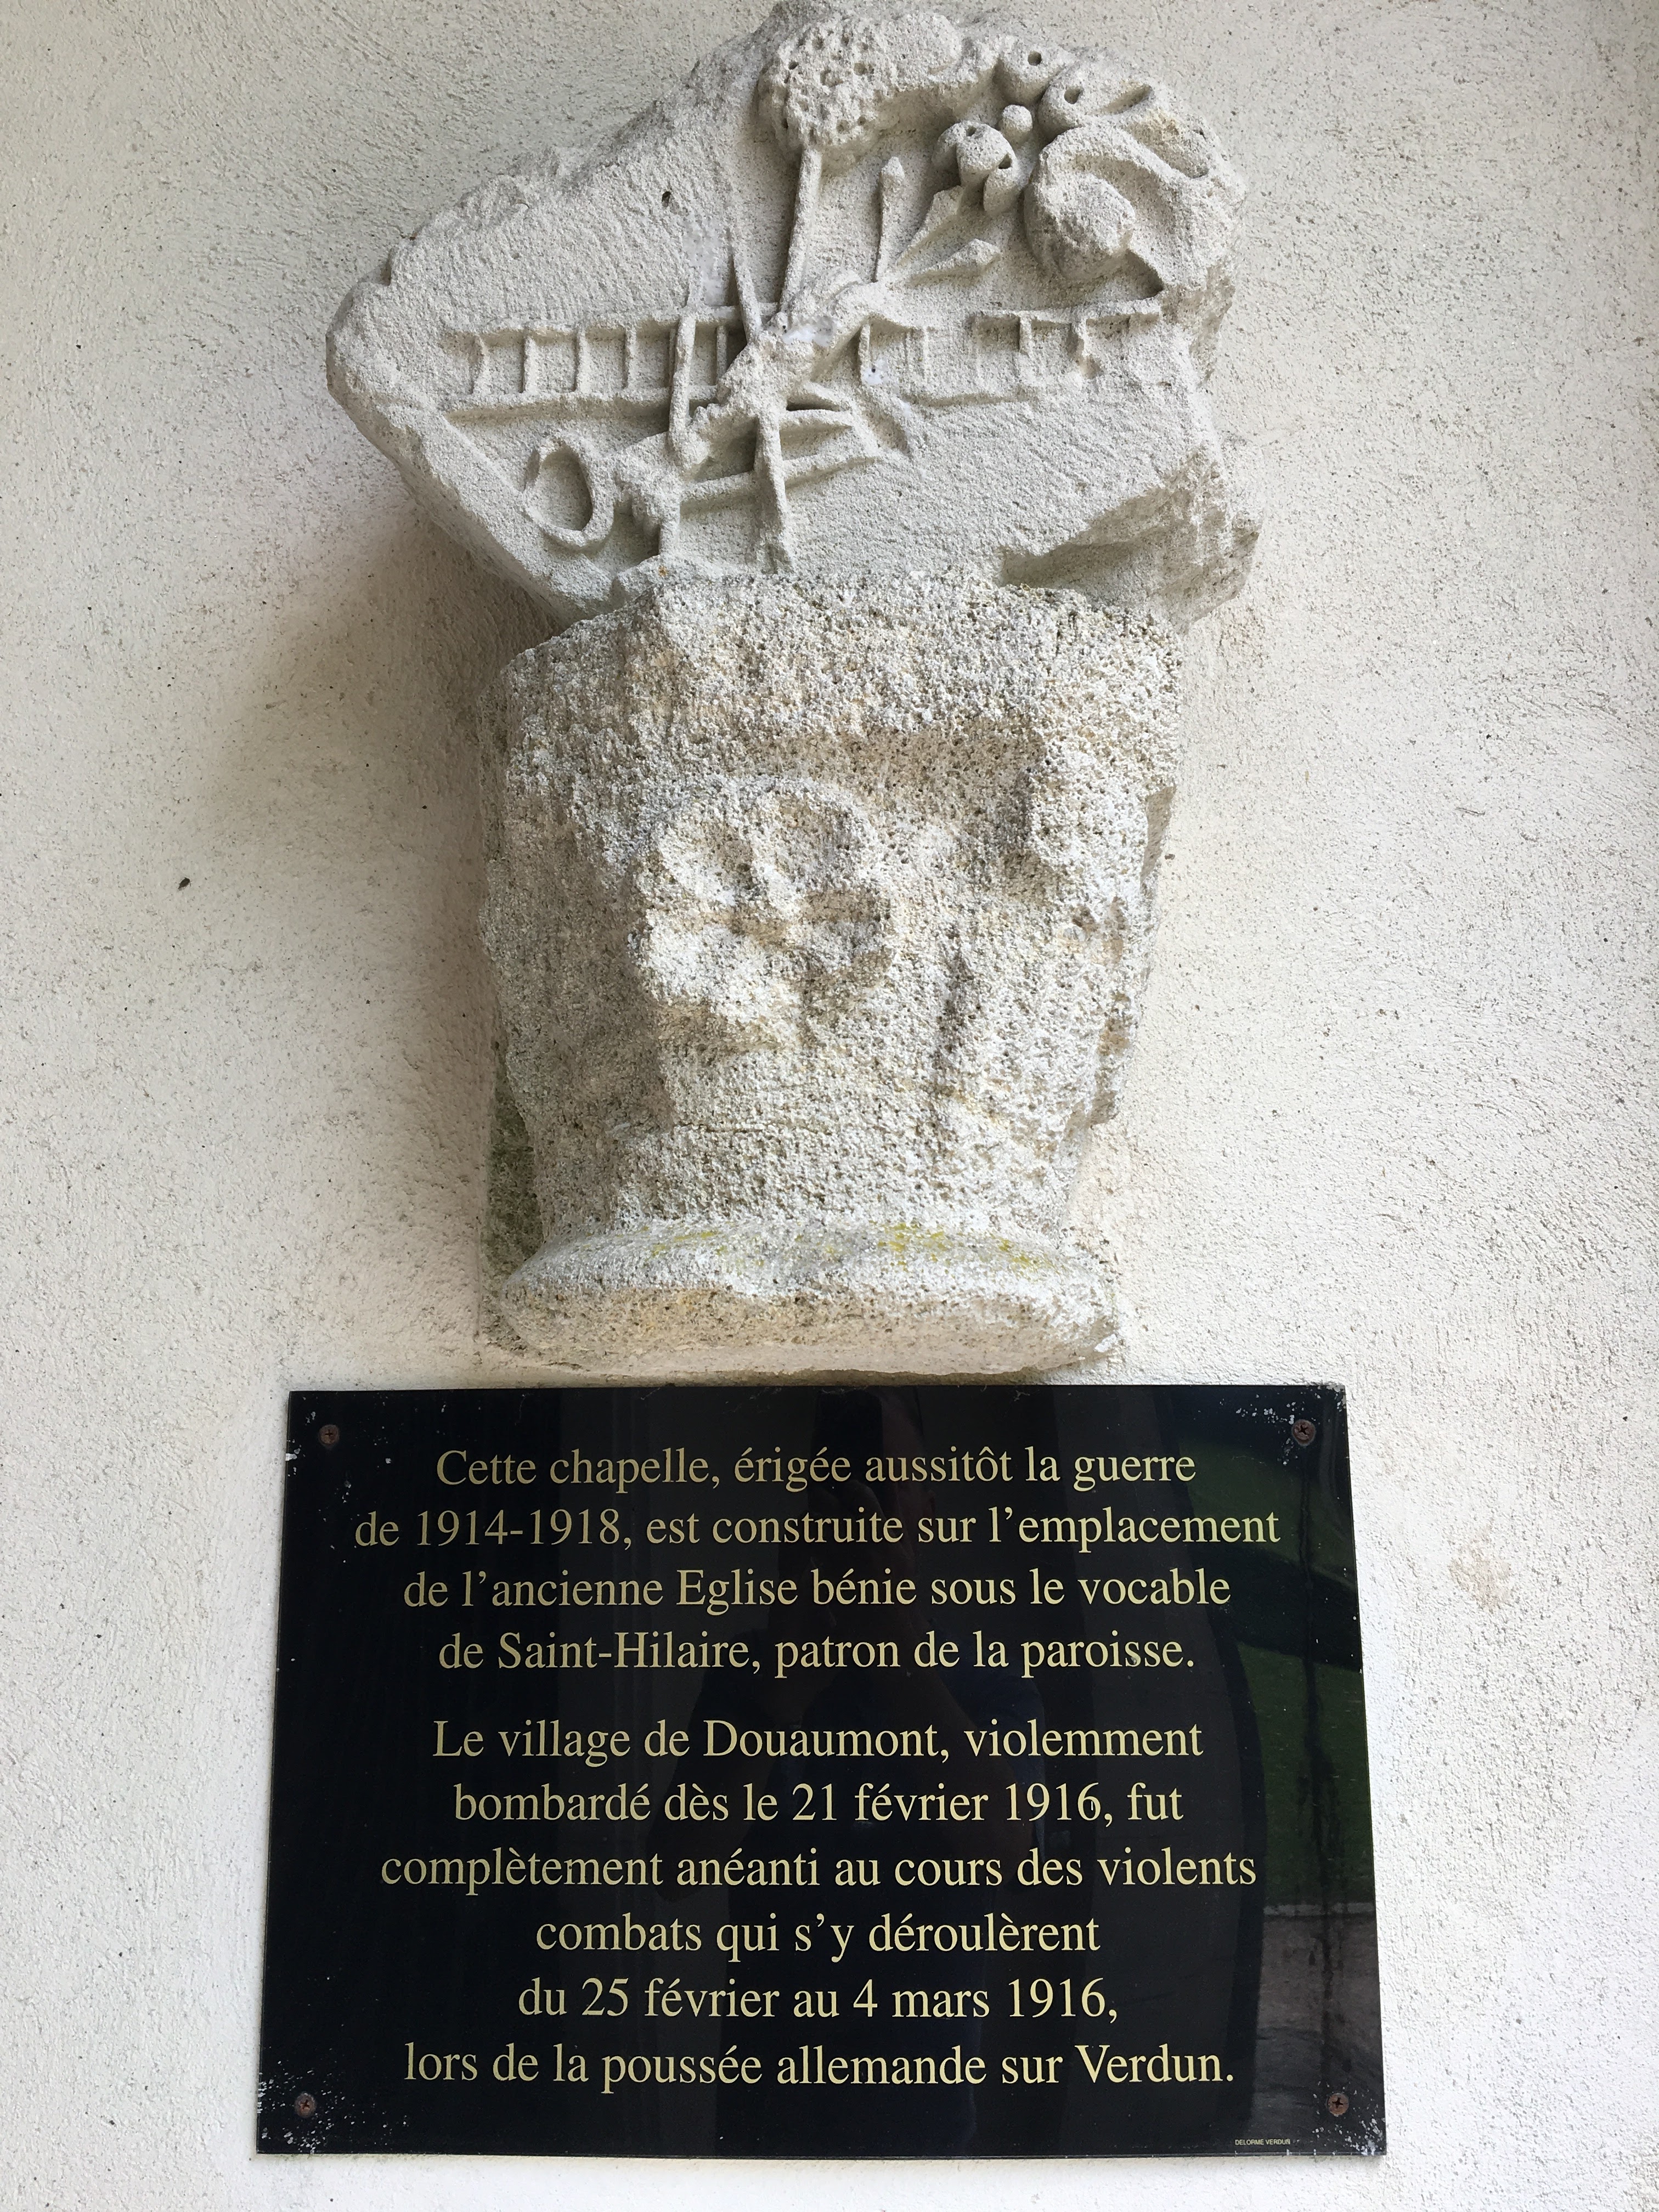 Cette chapelle, érigée aussitôt la guerre
de 1914-1918, est construite sur l'emplacement
de l'ancienne Eglise bénie sous le vocable
de Saint-Hilaire, patron de la paroisse.
Le village de Douaumont, violemment
bombardé dès le 21 février 1916, fut
complètement anéanti au cours des violents
combats qui s'y déroulèrent
du 25 février au 4 mars 1916,
lors de la poussée allemande sur Verdun.
DELORME VERDUN